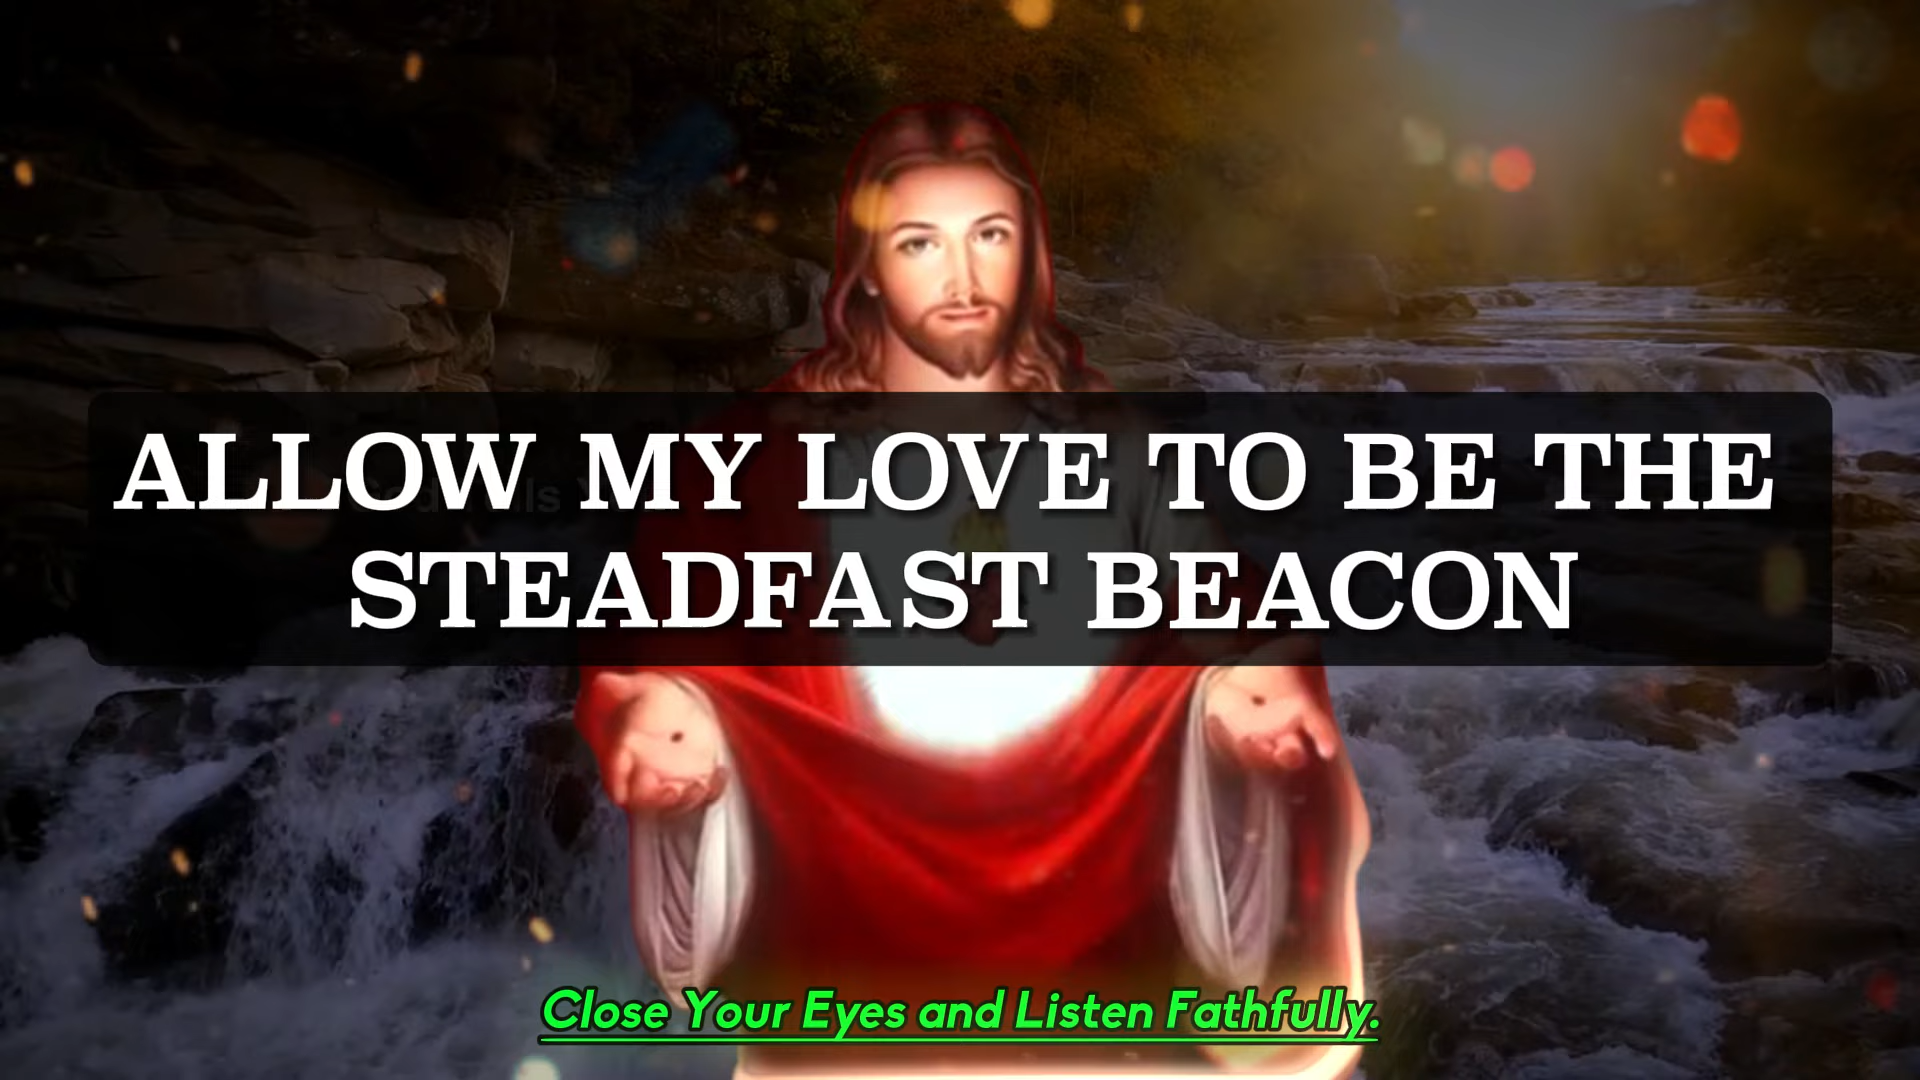 ALLOW MY LOVE TO BE THE
STEADFAST BEACON
Close Your Eyes and Listen Fathfully.